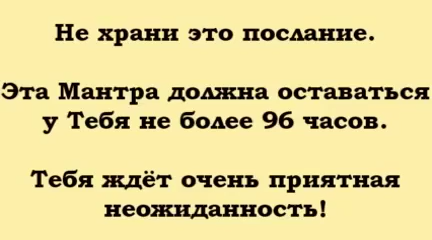 Не храни это послание.
Эта Мантра должна оставаться
у Тебя не более 96 часов.
Тебя ждёт очень приятная
неожиданность!